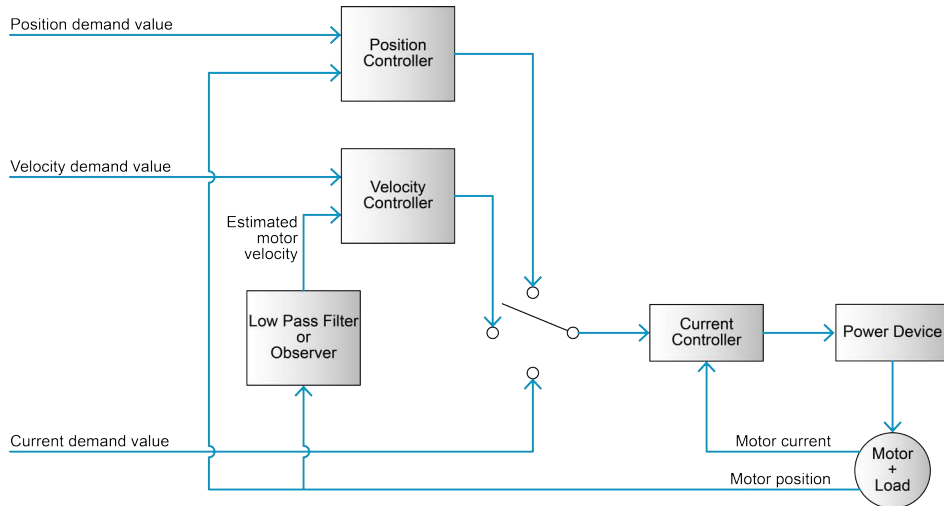 Position demand value
Position
Controller
Velocity demand value
Velocity
Controller
Estimated
motor
velocity
Low Pass Filter
or
Observer
Current
Controller
Power Device
Current demand value
Motor current
Motor position
Motor
+
Load